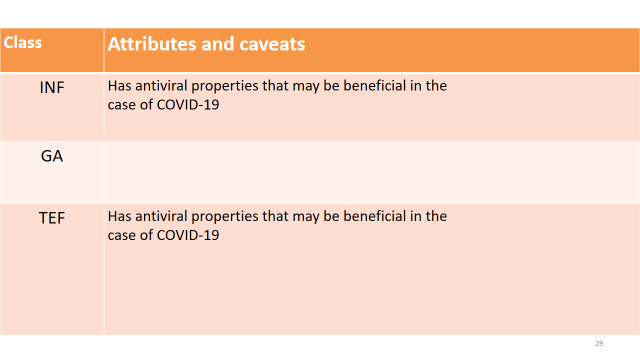 Class Attributes and caveats
INF Has antiviral properties that may be beneficial in the
case of COVID-19
GA
TEF Has antiviral properties that may be beneficial in the
case of COVID-19
29